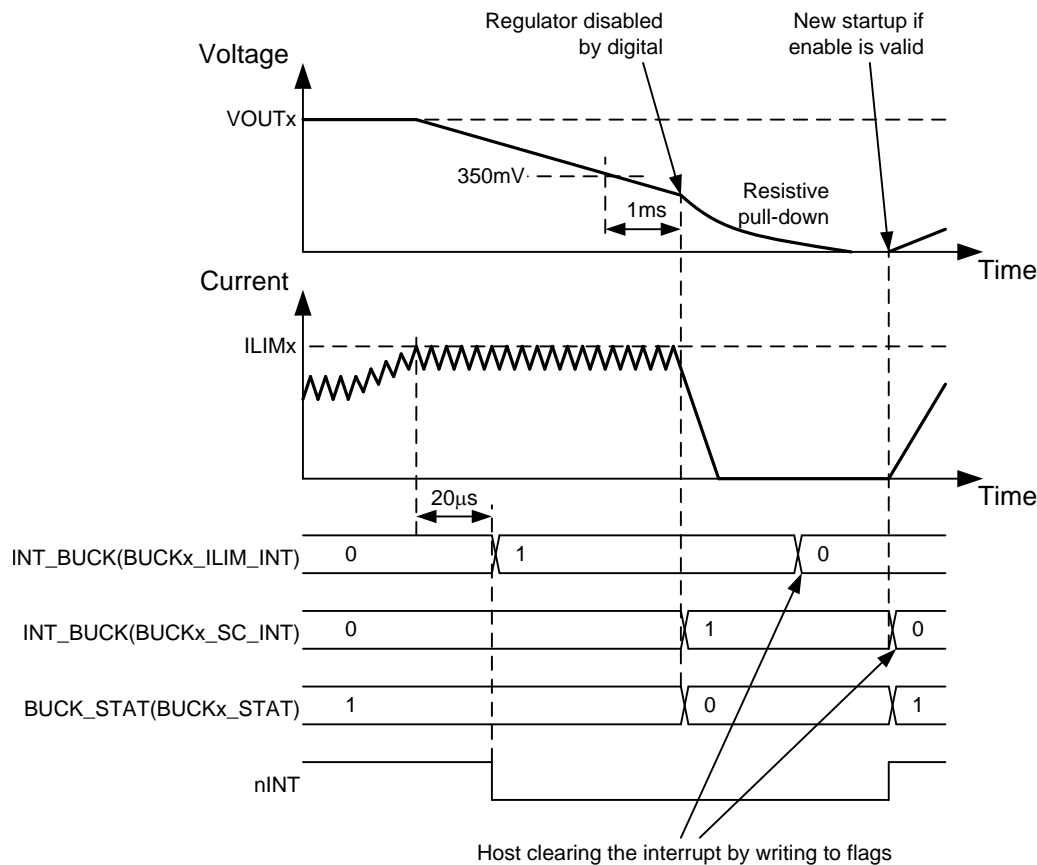 Regulator disabled
by digital
New startup if
enable is valid
Voltage
VOUTx
350mV
1ms
Resistive
pull-down
Time
Current
ILIMx
Time
20μs
INT_BUCK(BUCKx_ILIM_INT)
0
1
0
INT_BUCK(BUCKx_SC_INT)
0
1
0
BUCK_STAT(BUCKx_STAT)
1
0
1
nINT
Host clearing the interrupt by writing to flags